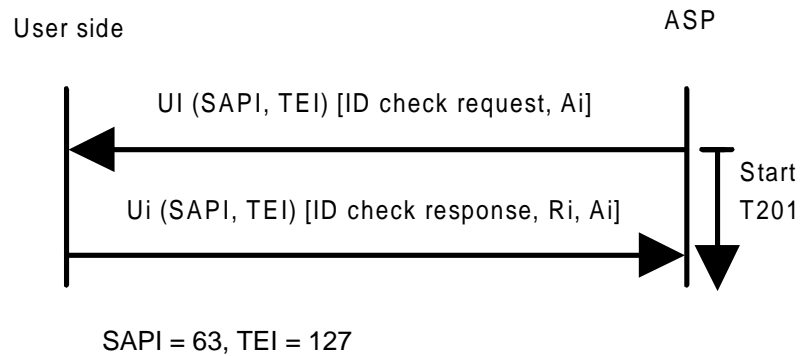 User side
ASP
UI (SAPI, TEI) [ID check request, Ai]
Start
T201
Ui (SAPI, TEI) [ID check response, Ri, Ai]
SAPI = 63, TEI = 127